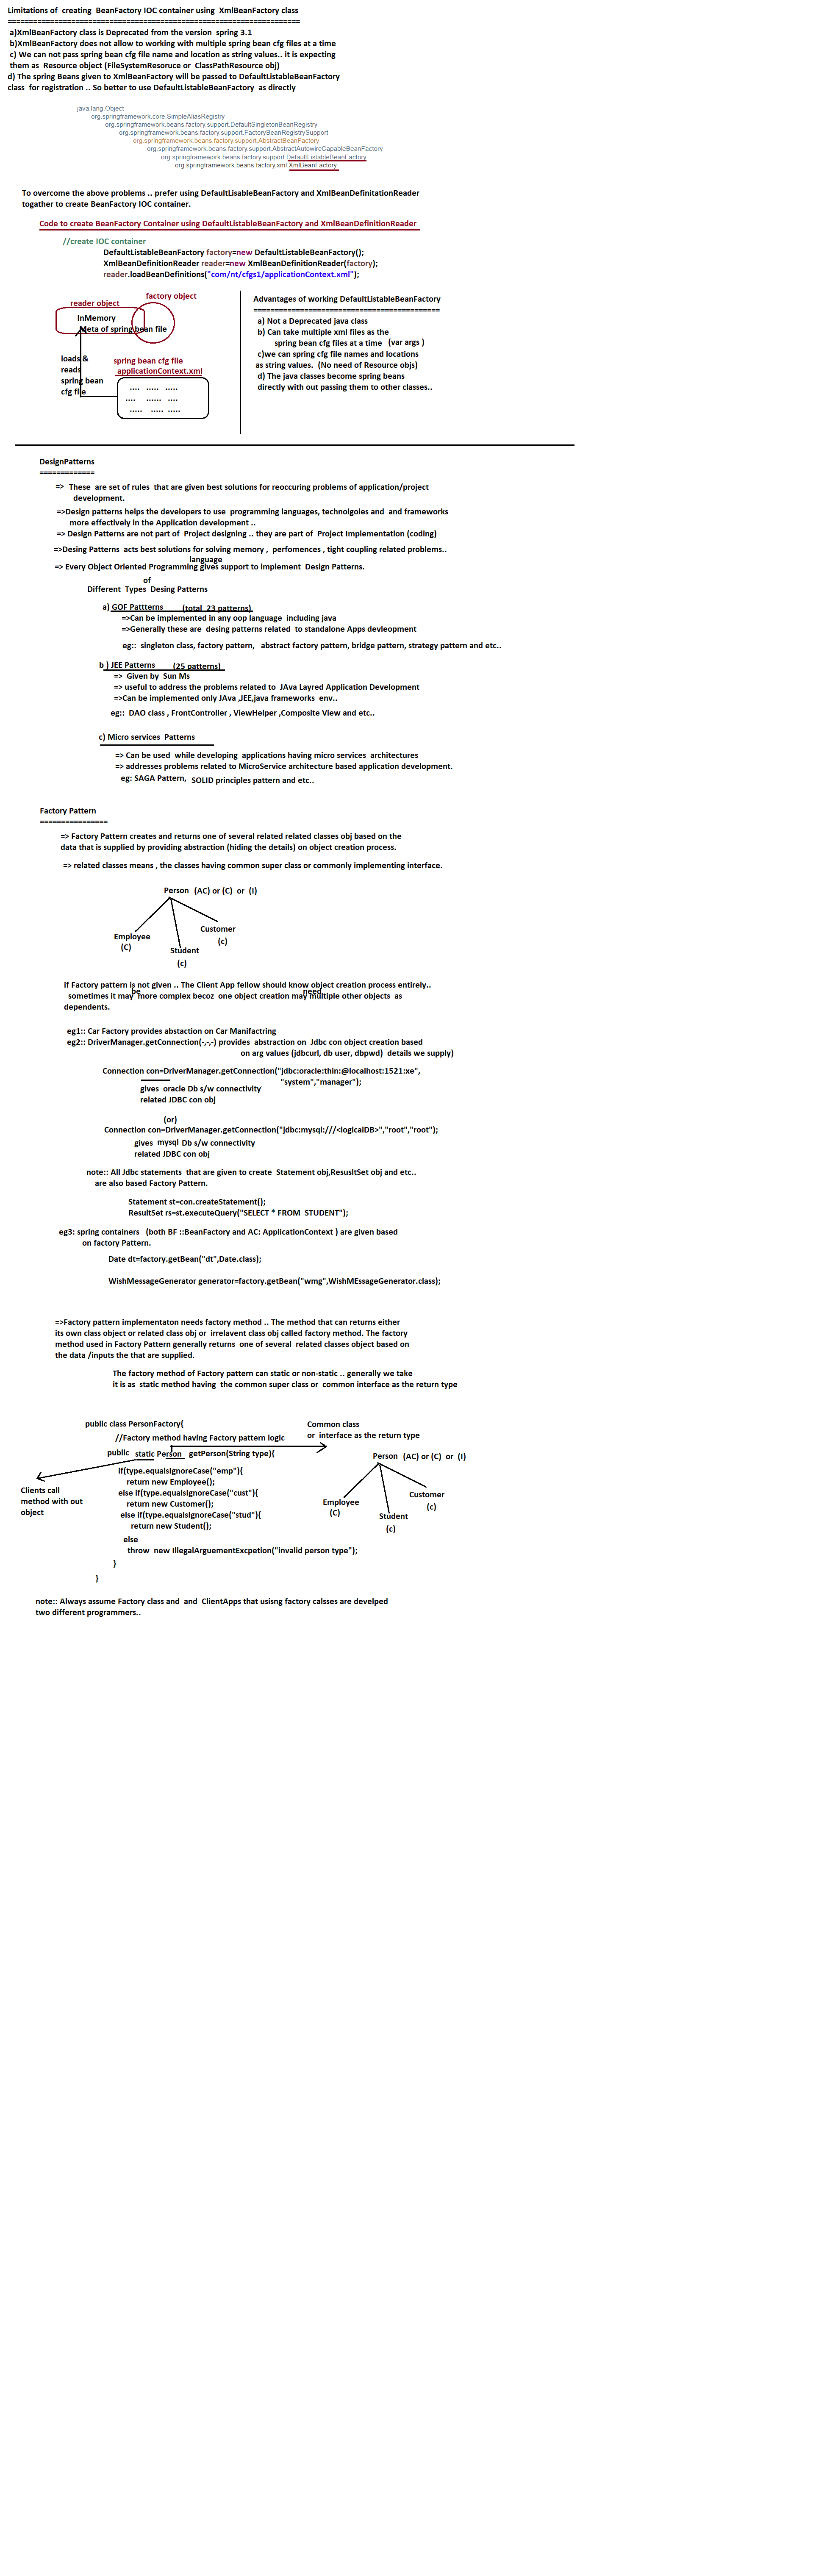 Limitations of  creating  BeanFactory IOC container using  XmlBeanFactory class
=====================================================================
a)XmlBeanFactory class is Deprecated from the version  spring 3.1
b)XmlBeanFactory does not allow to working with multiple spring bean cfg files at a time
c) We can not pass spring bean cfg file name and location as string values.. it is expecting
them as  Resource object (FileSystemResoruce or  ClassPathResource obj)
d) The spring Beans given to XmlBeanFactory will be passed to DefaultListableBeanFactory
class  for registration .. So better to use DefaultListableBeanFactory  as directly
java.lang.Object
org.springframework.core.SimpleAliasRegistry
org.springframework.beans.factory.support.DefaultSingletonBeanRegistry
org.springframework.beans.factory.support.FactoryBeanRegistrySupport
org.springframework.beans.factory.support.AbstractBeanFactory
org.springframework.beans.factory.support.AbstractAutowireCapableBeanFactory
org.springframework.beans.factory.support.DefaultListableBeanFactory
org.springframework.beans.factory.xml.XmlBeanFactory
To overcome the above problems .. prefer using DefaultLisableBeanFactory and XmlBeanDefinitationReader
togather to create BeanFactory IOC container.
Code to create BeanFactory Container using DefaultListableBeanFactory and XmlBeanDefinitionReader
//create IOC container
DefaultListableBeanFactory factory=new DefaultListableBeanFactory();
XmlBeanDefinitionReader reader=new XmlBeanDefinitionReader(factory);
reader.loadBeanDefinitions("com/nt/cfgs1/applicationContext.xml");
factory object
reader object
InMemory
Meta of spring bean file
loads &
reads
spring bean
cfg file
spring bean cfg file
applicationContext.xml
.... ..... .....
.... ...... ....
..... ..... .....
Advantages of working DefaultListableBeanFactory
============================================
a) Not a Deprecated java class
b) Can take multiple xml files as the
spring bean cfg files at a time   (var args )
c)we can spring cfg file names and locations
as string values.  (No need of Resource objs)
d) The java classes become spring beans
directly with out passing them to other classes..
DesignPatterns
=============
=>  These  are set of rules  that are given best solutions for reoccuring problems of application/project
development.
=>Design patterns helps the developers to use  programming languages, technolgoies and  and frameworks
more effectively in the Application development ..
=> Design Patterns are not part of  Project designing .. they are part of  Project Implementation (coding)
=>Desing Patterns  acts best solutions for solving memory ,  perfomences , tight coupling related problems..
language
=> Every Object Oriented Programming gives support to implement  Design Patterns.
of
Different  Types  Desing Patterns
a) GOF Pattterns     (total  23 patterns)
=>Can be implemented in any oop language  including java
=>Generally these are  desing patterns related  to standalone Apps devleopment
eg::  singleton class, factory pattern,   abstract factory pattern, bridge pattern, strategy pattern and etc..
b ) JEE Patterns     (25 patterns)
=>  Given by  Sun Ms
=> useful to address the problems related to  JAva Layred Application Development
=>Can be implemented only JAva ,JEE,java frameworks  env..
eg::  DAO class , FrontController , ViewHelper ,Composite View and etc..
c) Micro services  Patterns
=> Can be used  while developing  applications having micro services  architectures
=> addresses problems related to MicroService architecture based application development.
eg: SAGA Pattern,  SOLID principles pattern and etc..
Factory Pattern
================
=> Factory Pattern creates and returns one of several related related classes obj based on the
data that is supplied by providing abstraction (hiding the details) on object creation process.
=> related classes means , the classes having common super class or commonly implementing interface.
Person  (AC) or (C)  or  (I)
Employee
(C)
Student
(c)
Customer
(c)
if Factory pattern is not given .. The Client App fellow should know object creation process entirely..
be
need
sometimes it may  more complex becoz  one object creation may multiple other objects  as
dependents.
eg1:: Car Factory provides abstaction on Car Manifactring
eg2:: DriverManager.getConnection(-,-,-) provides  abstraction on  Jdbc con object creation based
on arg values (jdbcurl, db user, dbpwd)  details we supply)
Connection con=DriverManager.getConnection("jdbc:oracle:thin:@localhost:1521:xe",
"system","manager");
gives  oracle Db s/w connectivity
related JDBC con obj
(or)
Connection con=DriverManager.getConnection("jdbc:mysql:///<logicalDB>","root","root");
gives  mysql Db s/w connectivity
related JDBC con obj
note:: All Jdbc statements  that are given to create  Statement obj,ResusltSet obj and etc..
are also based Factory Pattern.
Statement st=con.createStatement();
ResultSet rs=st.executeQuery("SELECT * FROM  STUDENT");
eg3: spring containers   (both BF ::BeanFactory and AC: ApplicationContext ) are given based
on factory Pattern.
Date dt=factory.getBean("dt",Date.class);
WishMessageGenerator generator=factory.getBean("wmg",WishMEssageGenerator.class);
=>Factory pattern implementaton needs factory method .. The method that can returns either
its own class object or related class obj or  irrelavent class obj called factory method. The factory
method used in Factory Pattern generally returns  one of several  related classes object based on
the data /inputs the that are supplied.
The factory method of Factory pattern can static or non-static .. generally we take
it is as  static method having  the common super class or  common interface as the return type
public class PersonFactory{
//Factory method having Factory pattern logic
public  static Person  getPerson(String type}{
if(type.equalsIgnoreCase("emp"){
return new Employee();
else if(type.equalsIgnoreCase("cust"){
return new Customer();
else if(type.equalsIgnoreCase("stud"){
return new Student();
else
throw  new IllegalArguementExcpetion("invalid person type");
}
}
Clients call
method with out
object
Common class
or  interface as the return type
Person  (AC) or (C)  or  (I)
Employee
(C)
Student
(c)
Customer
(c)
note:: Always assume Factory class and  and  ClientApps that usisng factory calsses are develped
two different programmers..